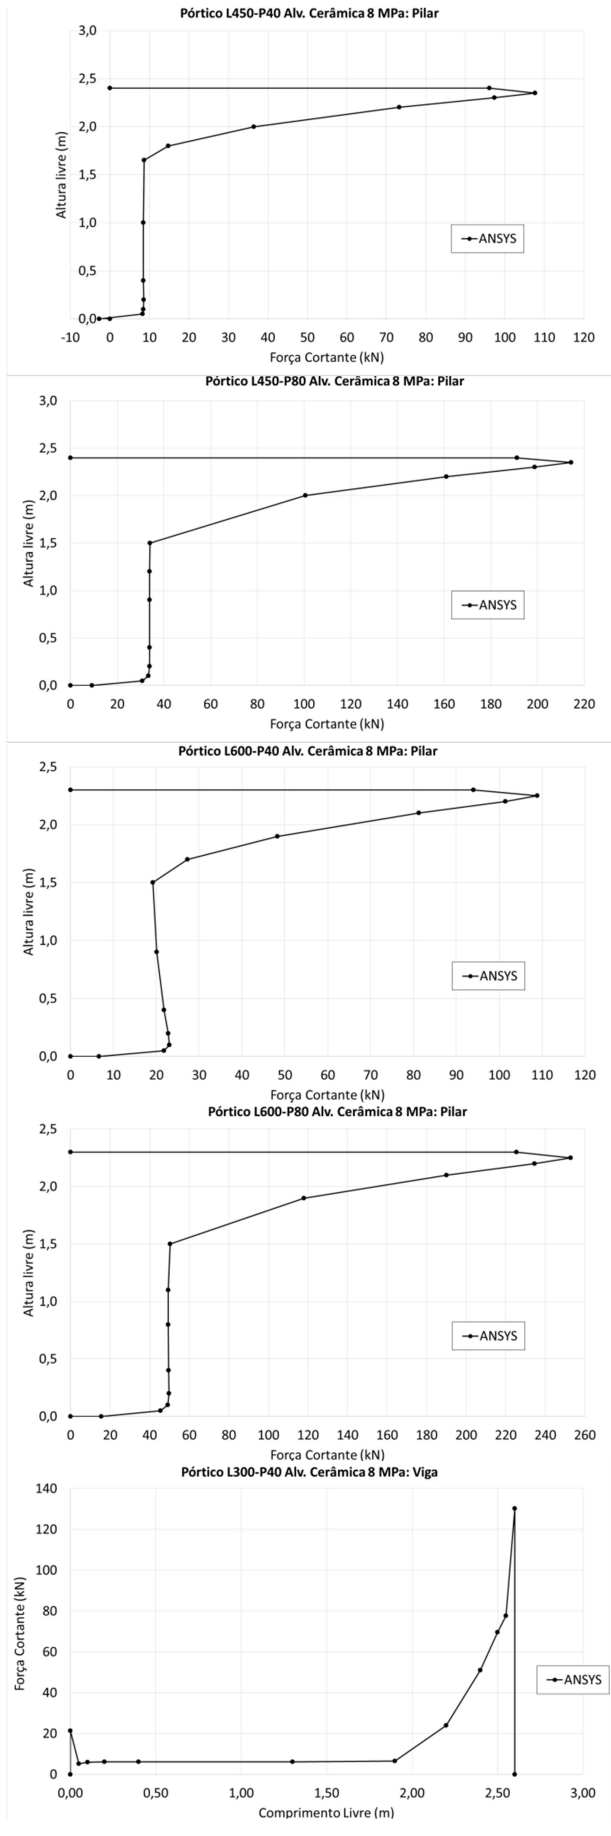 Pórtico L450-P40 Alv. Cerâmica 8 MPa: Pilar
3,0
2,5
2,0
1,5
1,0
0,5
0,0
Altura livre (m)
ANSYS
-10 0 10 20 30 40 50 60 70 80 90 100 110 120
Força Cortante (kN)
Pórtico L450-P80 Alv. Cerâmica 8 MPa: Pilar
3,0
2,5
2,0
1,5
1,0
0,5
0,0
Altura livre (m)
ANSYS
0 20 40 60 80 100 120 140 160 180 200 220
Força Cortante (kN)
Pórtico L600-P40 Alv. Cerâmica 8 MPa: Pilar
2,5
2,0
1,5
1,0
0,5
0,0
Altura livre (m)
ANSYS
0 10 20 30 40 50 60 70 80 90 100 110 120
Força Cortante (kN)
Pórtico L600-P80 Alv. Cerâmica 8 MPa: Pilar
2,5
2,0
1,5
1,0
0,5
0,0
Altura livre (m)
ANSYS
0 20 40 60 80 100 120 140 160 180 200 220 240 260
Força Cortante (kN)
Pórtico L300-P40 Alv. Cerâmica 8 MPa: Viga
140
120
100
80
60
40
20
0
Força Cortante (kN)
ANSYS
0,00 0,50 1,00 1,50 2,00 2,50 3,00
Comprimento Livre (m)